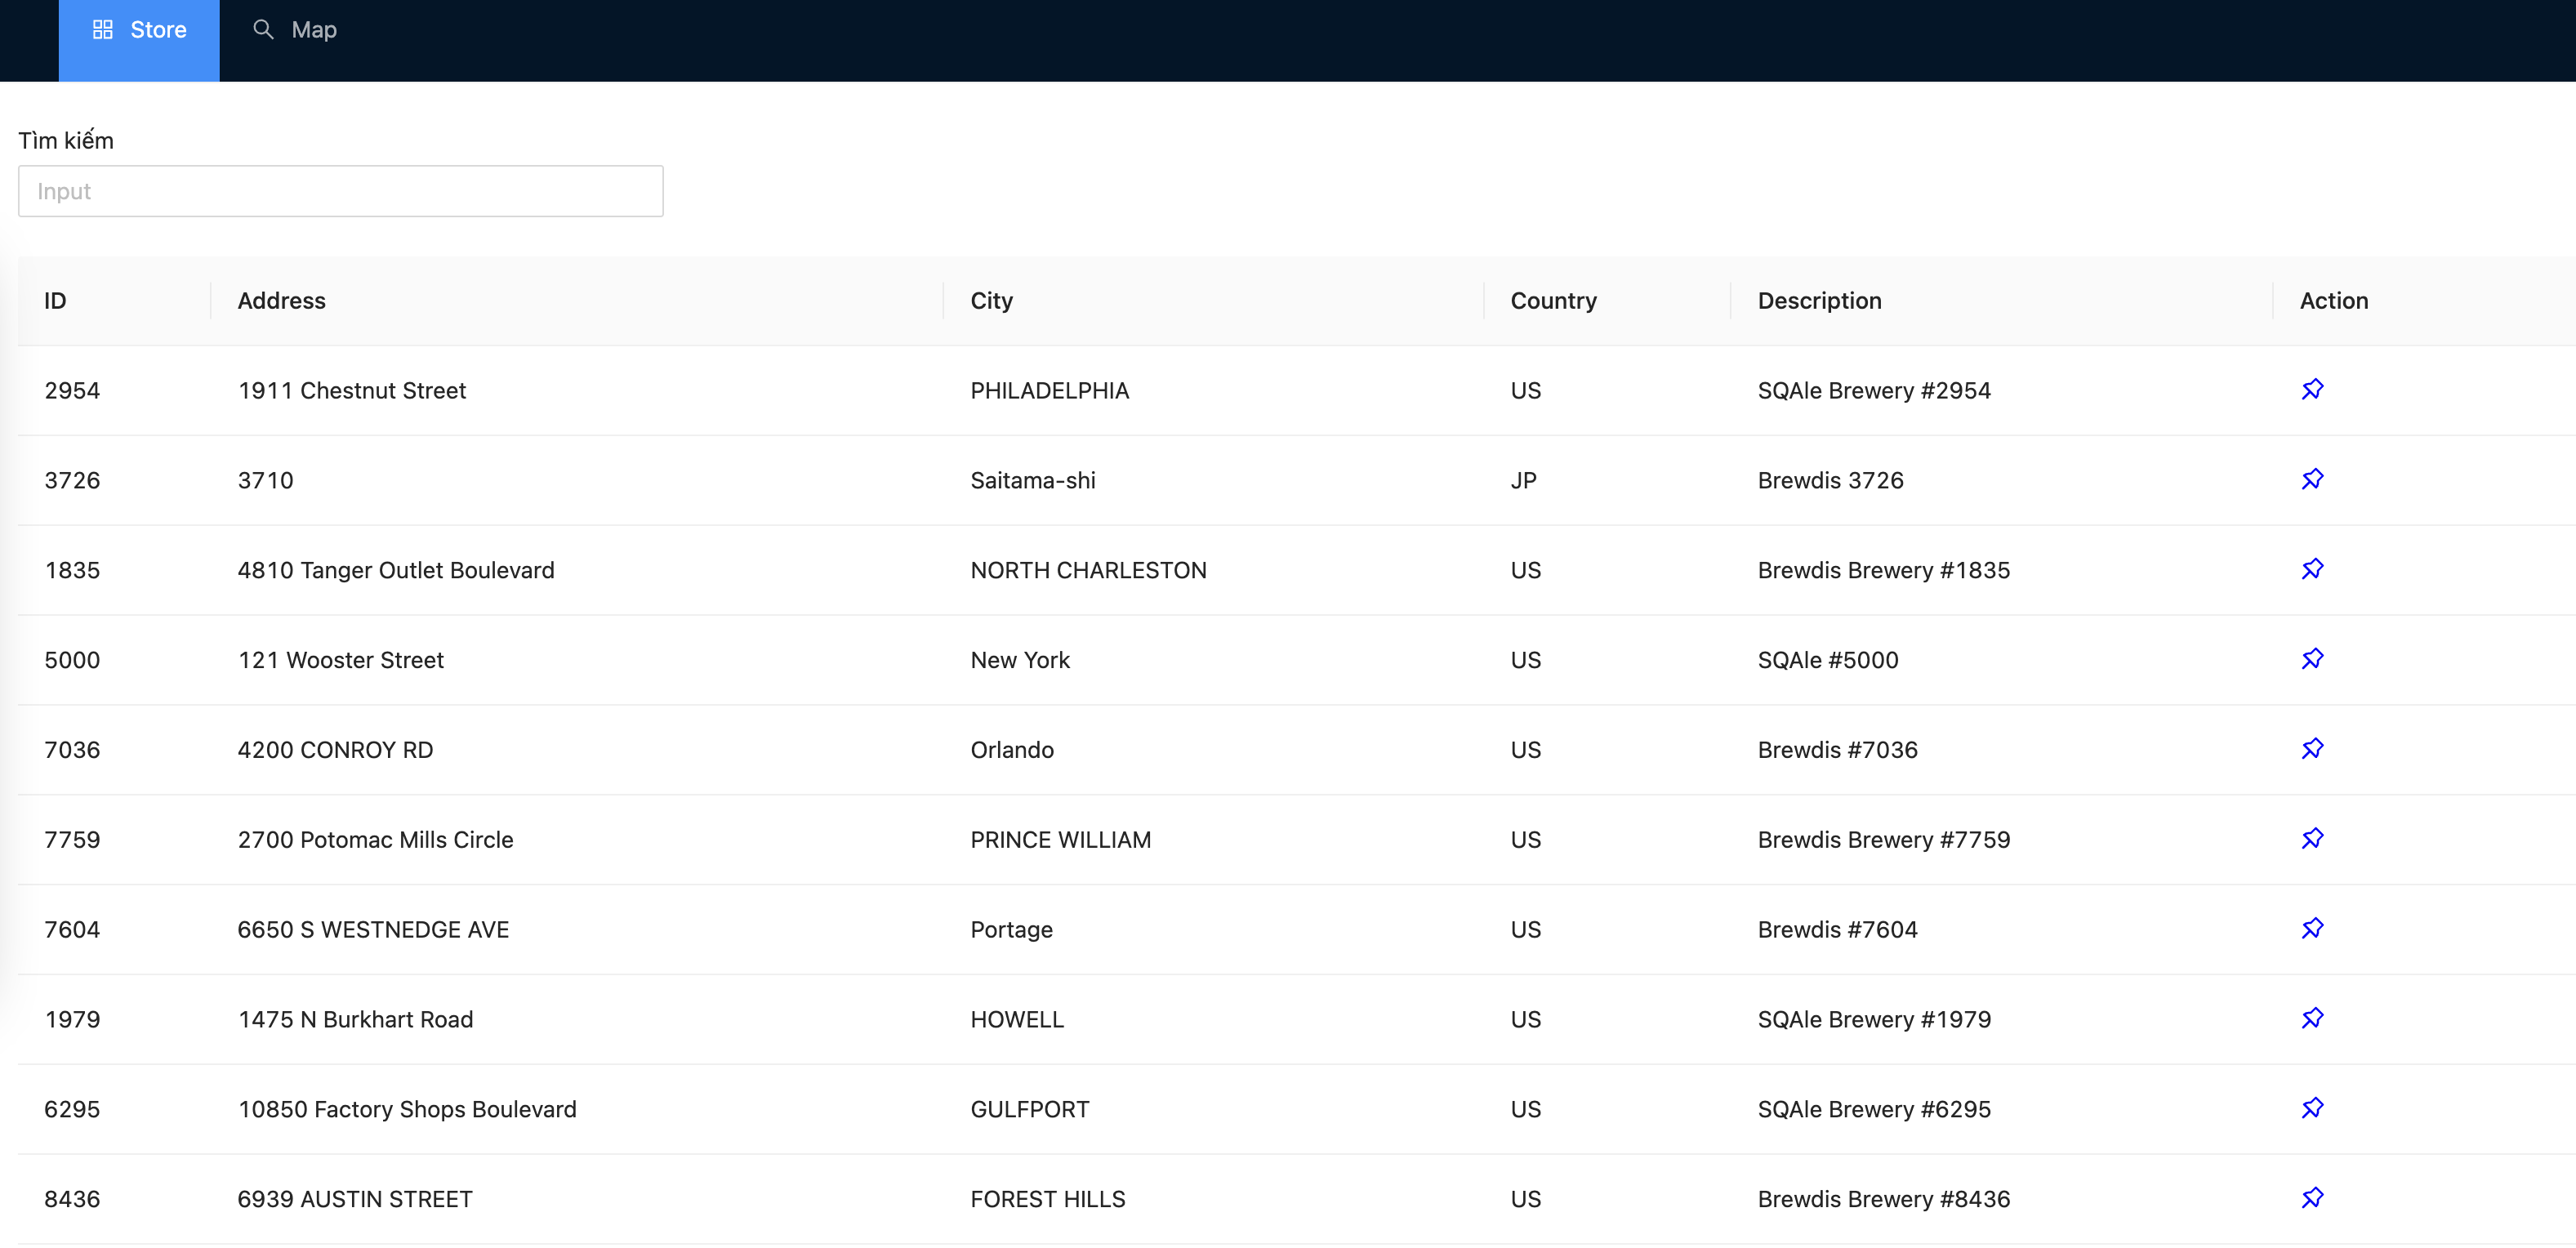 Store Map
Tìm kiếm
Input
ID Address City Country Description Action
2954 1911 Chestnut Street PHILADELPHIA US SQAle Brewery #2954
3726 3710 Saitama-shi JP Brewdis 3726
1835 4810 Tanger Outlet Boulevard NORTH CHARLESTON US Brewdis Brewery #1835
5000 121 Wooster Street New York US SQAle #5000
7036 4200 CONROY RD Orlando US Brewdis #7036
7759 2700 Potomac Mills Circle PRINCE WILLIAM US Brewdis Brewery #7759
7604 6650 S WESTNEDGE AVE Portage US Brewdis #7604
1979 1475 N Burkhart Road HOWELL US SQAle Brewery #1979
6295 10850 Factory Shops Boulevard GULFPORT US SQAle Brewery #6295
8436 6939 AUSTIN STREET FOREST HILLS US Brewdis Brewery #8436